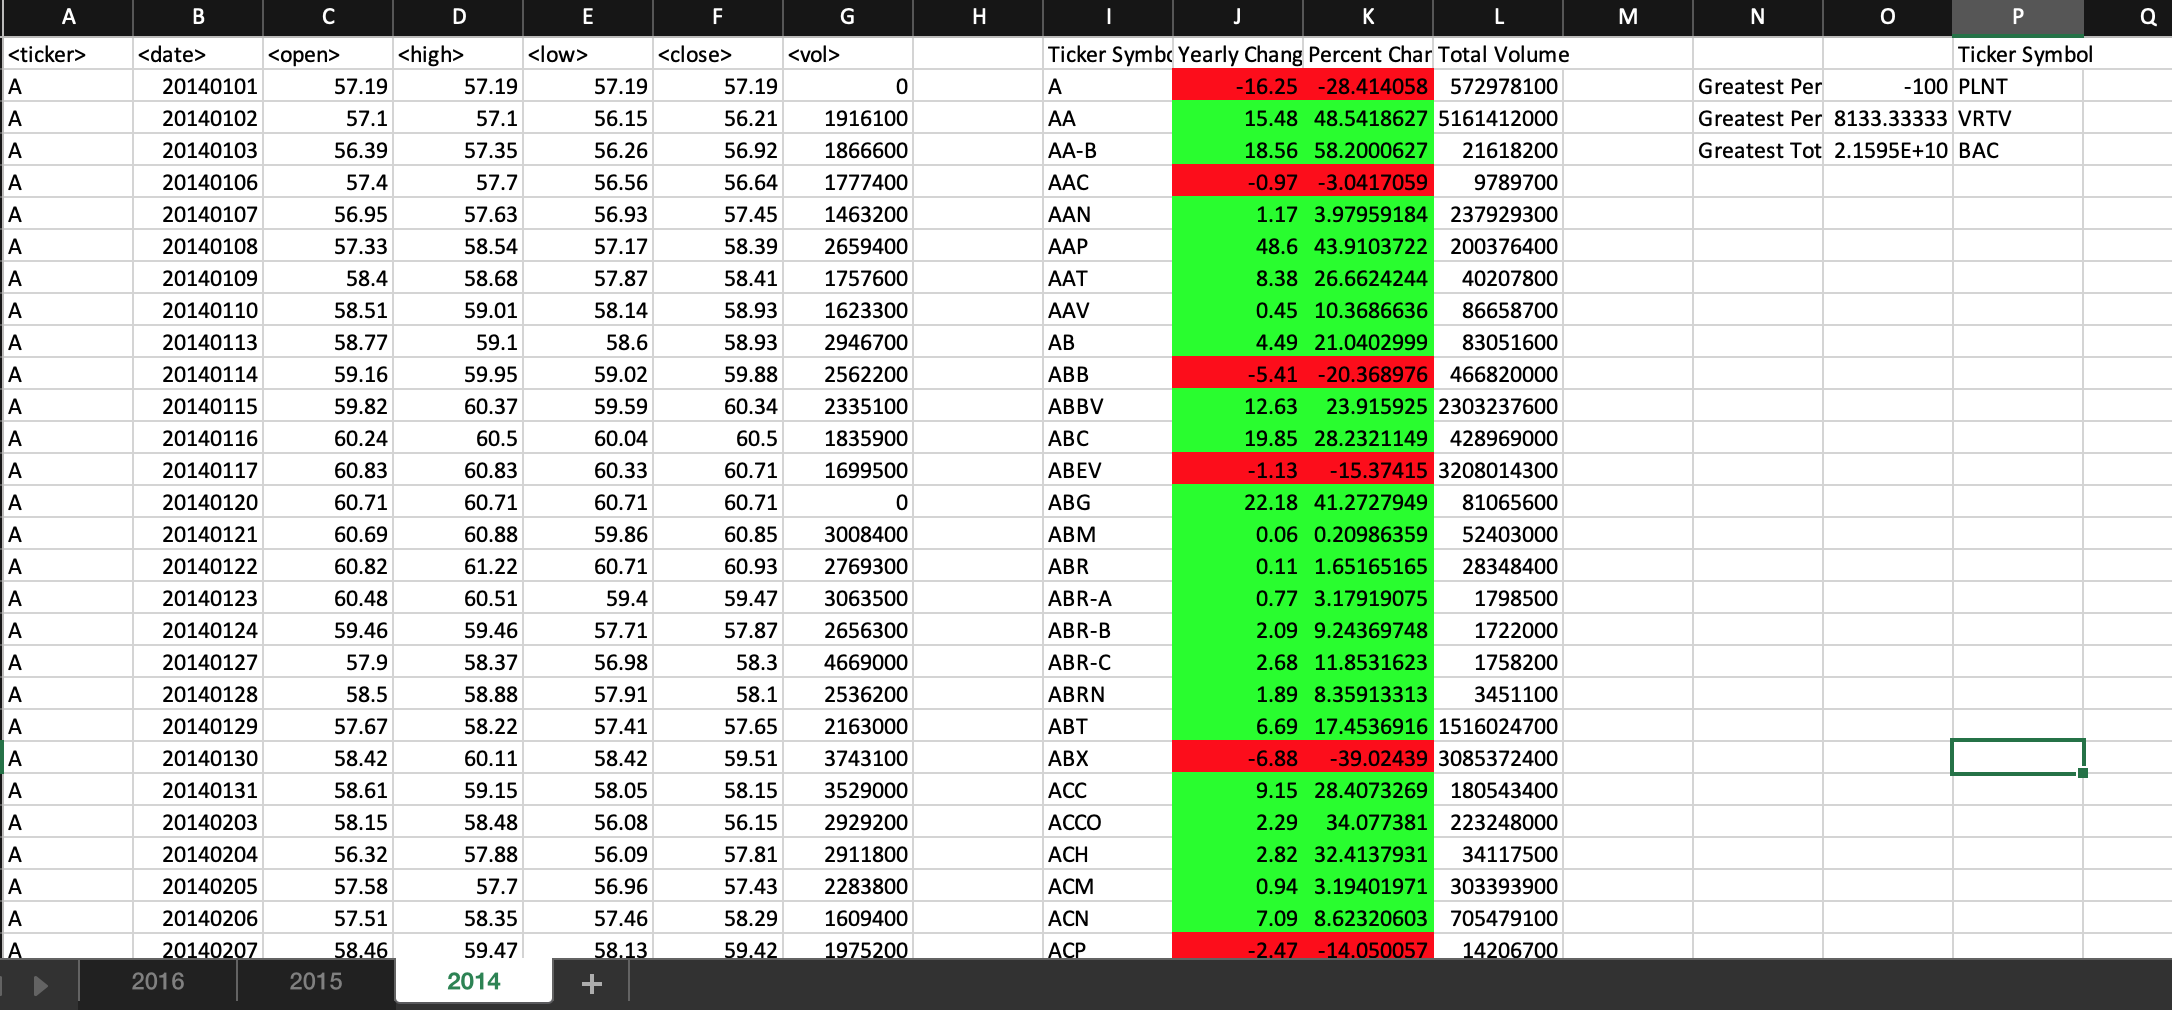 A B C D E F G H I J K L M N O P Q
<ticker> <date> <open> <high> <low> <close> <vol> Ticker Symbo Yearly Chang Percent Char Total Volume Ticker Symbol
A 20140101 57.19 57.19 57.19 57.19 0 A -16.25 -28.414058 572978100 Greatest Per -100 PLNT
A 20140102 57.1 57.1 56.15 56.21 1916100 AA 15.48 48.5418627 5161412000 Greatest Per 8133.33333 VRTV
A 20140103 56.39 57.35 56.26 56.92 1866600 AA-B 18.56 58.2000627 21618200 Greatest Tot 2.1595E+10 BAC
A 20140106 57.4 57.7 56.56 56.64 1777400 AAC -0.97 -3.0417059 9789700
A 20140107 56.95 57.63 56.93 57.45 1463200 AAN 1.17 3.97959184 237929300
A 20140108 57.33 58.54 57.17 58.39 2659400 AAP 48.6 43.9103722 200376400
A 20140109 58.4 58.68 57.87 58.41 1757600 AAT 8.38 26.6624244 40207800
A 20140110 58.51 59.01 58.14 58.93 1623300 AAV 0.45 10.3686636 86658700
A 20140113 58.77 59.1 58.6 58.93 2946700 AB 4.49 21.0402999 83051600
A 20140114 59.16 59.95 59.02 59.88 2562200 ABB -5.41 -20.368976 466820000
A 20140115 59.82 60.37 59.59 60.34 2335100 ABBV 12.63 23.915925 2303237600
A 20140116 60.24 60.5 60.04 60.5 1835900 ABC 19.85 28.2321149 428969000
A 20140117 60.83 60.83 60.33 60.71 1699500 ABEV -1.13 -15.37415 3208014300
A 20140120 60.71 60.71 60.71 60.71 0 ABG 22.18 41.2727949 81065600
A 20140121 60.69 60.88 59.86 60.85 3008400 ABM 0.06 0.20986359 52403000
A 20140122 60.82 61.22 60.71 60.93 2769300 ABR 0.11 1.65165165 28348400
A 20140123 60.48 60.51 59.4 59.47 3063500 ABR-A 0.77 3.17919075 1798500
A 20140124 59.46 59.46 57.71 57.87 2656300 ABR-B 2.09 9.24369748 1722000
A 20140127 57.9 58.37 56.98 58.3 4669000 ABR-C 2.68 11.8531623 1758200
A 20140128 58.5 58.88 57.91 58.1 2536200 ABRN 1.89 8.35913313 3451100
A 20140129 57.67 58.22 57.41 57.65 2163000 ABT 6.69 17.4536916 1516024700
A 20140130 58.42 60.11 58.42 59.51 3743100 ABX -6.88 -39.02439 3085372400
A 20140131 58.61 59.15 58.05 58.15 3529000 ACC 9.15 28.4073269 180543400
A 20140203 58.15 58.48 56.08 56.15 2929200 ACCO 2.29 34.077381 223248000
A 20140204 56.32 57.88 56.09 57.81 2911800 ACH 2.82 32.4137931 34117500
A 20140205 57.58 57.7 56.96 57.43 2283800 ACM 0.94 3.19401971 303393900
A 20140206 57.51 58.35 57.46 58.29 1609400 ACN 7.09 8.62320603 705479100
A 20140207 58.46 59.47 58.13 59.42 1975200 ACP -2.47 -14.050057 14206700
2016 2015 2014 +